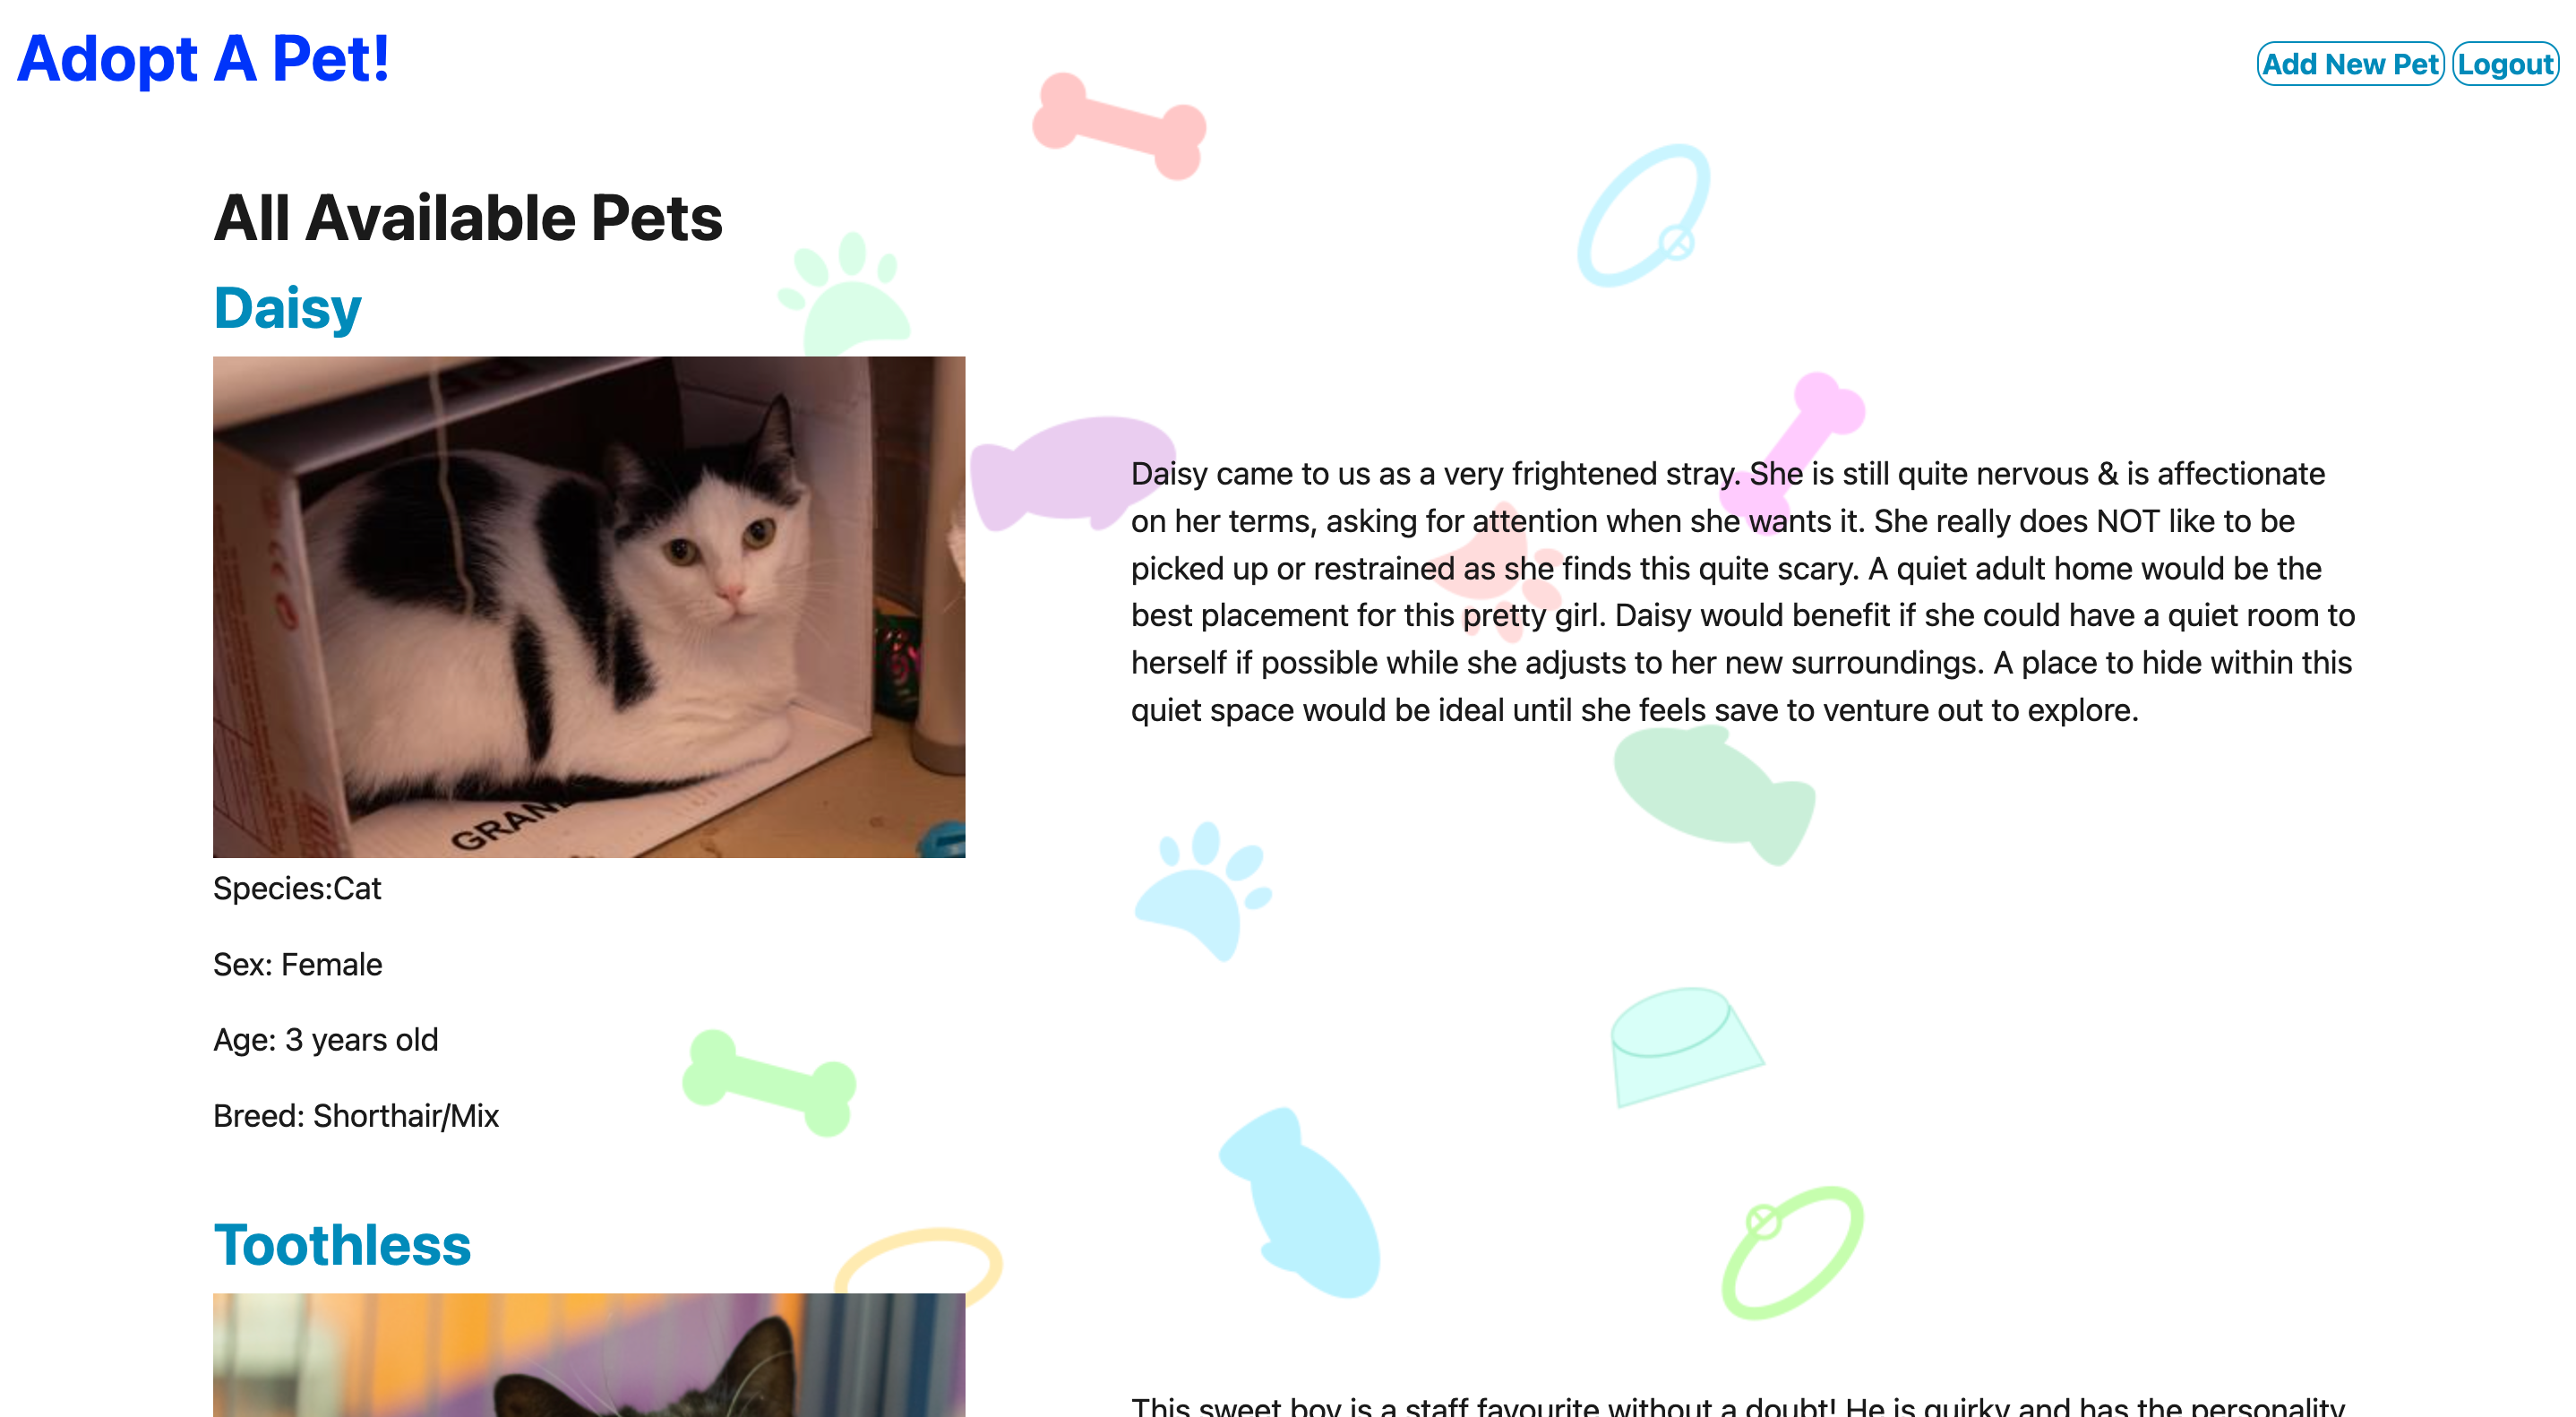 Adopt A Pet!
Add New Pet
Logout
All Available Pets
Daisy
GRAN
Daisy came to us as a very frightened stray. She is still quite nervous & is affectionate
on her terms, asking for attention when she wants it. She really does NOT like to be
picked up or restrained as she finds this quite scary. A quiet adult home would be the
best placement for this pretty girl. Daisy would benefit if she could have a quiet room to
herself if possible while she adjusts to her new surroundings. A place to hide within this
quiet space would be ideal until she feels save to venture out to explore.
Species:Cat
Sex: Female
Age: 3 years old
Breed: Shorthair/Mix
Toothless
This sweet boy is a staff favourite without a doubt! He is quirky and has the personality